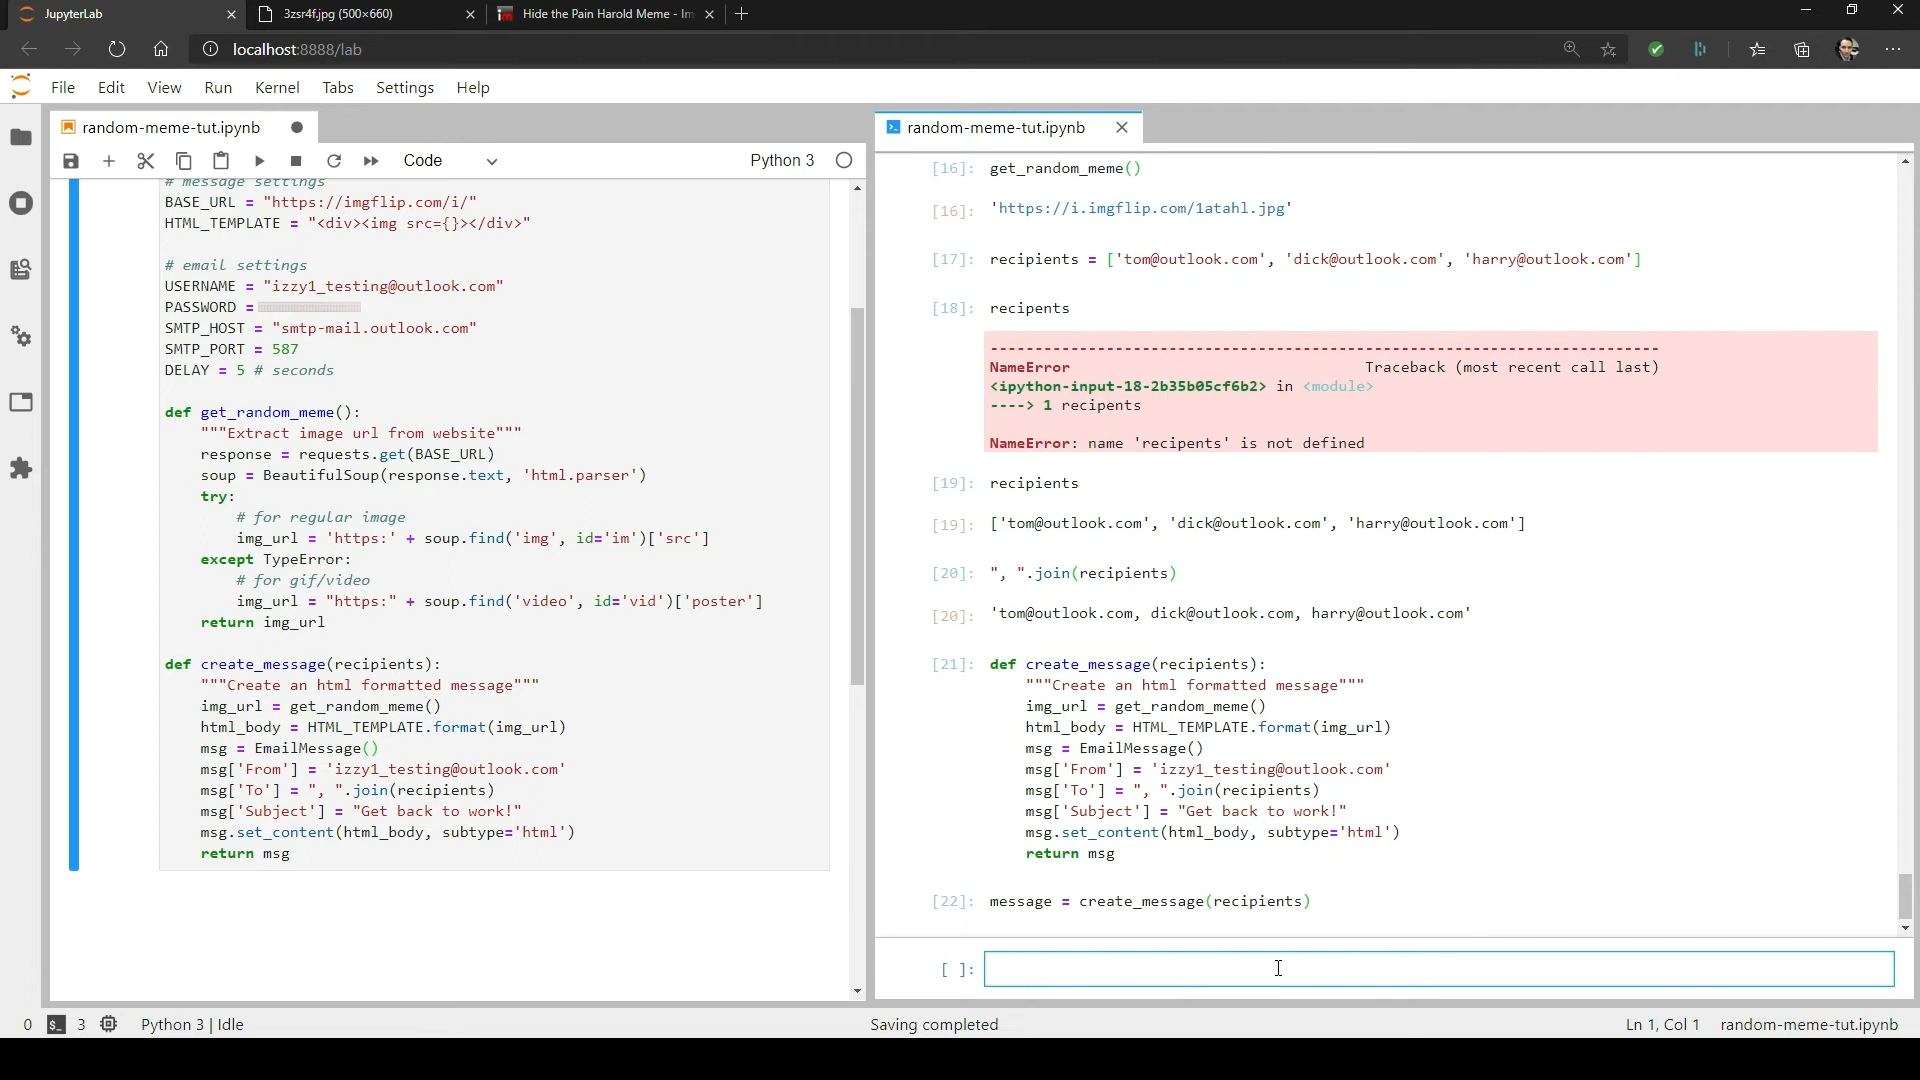 JupyterLab
3zsr4f.jpg (500×660)
Hide the Pain Harold Meme - Im
localhost:8888/lab
File Edit View Run Kernel Tabs Settings Help
random-meme-tut.ipynb
Code
Python 3
# message settings
BASE_URL = "https://imgflip.com/i/"
HTML_TEMPLATE = "<div><img src={}></div>"
# email settings
USERNAME = "izzy1_testing@outlook.com"
PASSWORD =
SMTP_HOST = "smtp-mail.outlook.com"
SMTP_PORT = 587
DELAY = 5 # seconds
def get_random_meme():
"""Extract image url from website"""
response = requests.get(BASE_URL)
soup = BeautifulSoup(response.text, 'html.parser')
try:
# for regular image
img_url = 'https:' + soup.find('img', id='im')['src']
except TypeError:
# for gif/video
img_url = "https:" + soup.find('video', id='vid')['poster']
return img_url
def create_message(recipients):
"""Create an html formatted message"""
img_url = get_random_meme()
html_body = HTML_TEMPLATE.format(img_url)
msg = EmailMessage()
msg['From'] = 'izzy1_testing@outlook.com'
msg['To'] = ", ".join(recipients)
msg['Subject'] = "Get back to work!"
msg.set_content(html_body, subtype='html')
return msg
random-meme-tut.ipynb
[16]: get_random_meme()
[16]: 'https://i.imgflip.com/1atahl.jpg'
[17]: recipients = ['tom@outlook.com', 'dick@outlook.com', 'harry@outlook.com']
[18]: recipents
---------------------------------------------------------------------------
NameError Traceback (most recent call last)
<ipython-input-18-2b35b05cf6b2> in <module>
----> 1 recipents
NameError: name 'recipents' is not defined
[19]: recipients
[19]: ['tom@outlook.com', 'dick@outlook.com', 'harry@outlook.com']
[20]: ", ".join(recipients)
[20]: 'tom@outlook.com, dick@outlook.com, harry@outlook.com'
[21]: def create_message(recipients):
"""Create an html formatted message"""
img_url = get_random_meme()
html_body = HTML_TEMPLATE.format(img_url)
msg = EmailMessage()
msg['From'] = 'izzy1_testing@outlook.com'
msg['To'] = ", ".join(recipients)
msg['Subject'] = "Get back to work!"
msg.set_content(html_body, subtype='html')
return msg
[22]: message = create_message(recipients)
[ ]:
0 $_ 3 Python 3 | Idle
Saving completed
Ln 1, Col 1 random-meme-tut.ipynb